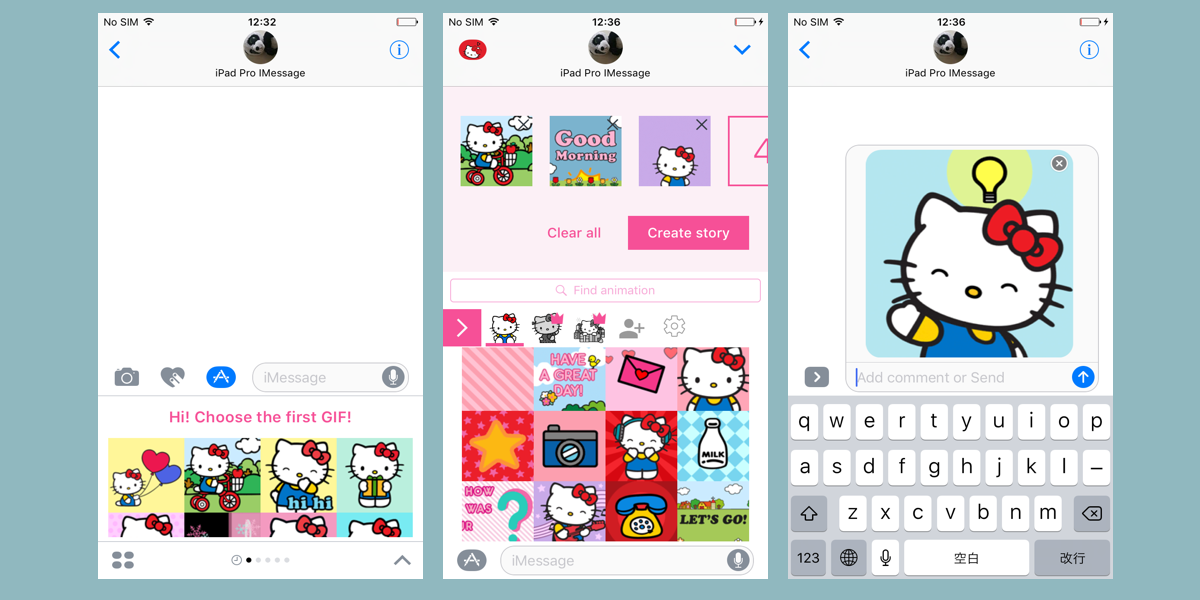 No SIM 12:32
iPad Pro IMessage
iMessage
Hi! Choose the first GIF!
hi hi
No SIM 12:36
iPad Pro IMessage
Good
Morning
4
Clear all
Create story
Find animation
HAVE
A GREAT
DAY!
MILK
HOW
WAS
UR
LET'S GO!
iMessage
No SIM 12:36
iPad Pro IMessage
Add comment or Send
q w e r t y u i o p
a s d f g h j k l –
z x c v b n m
123 空白 改行